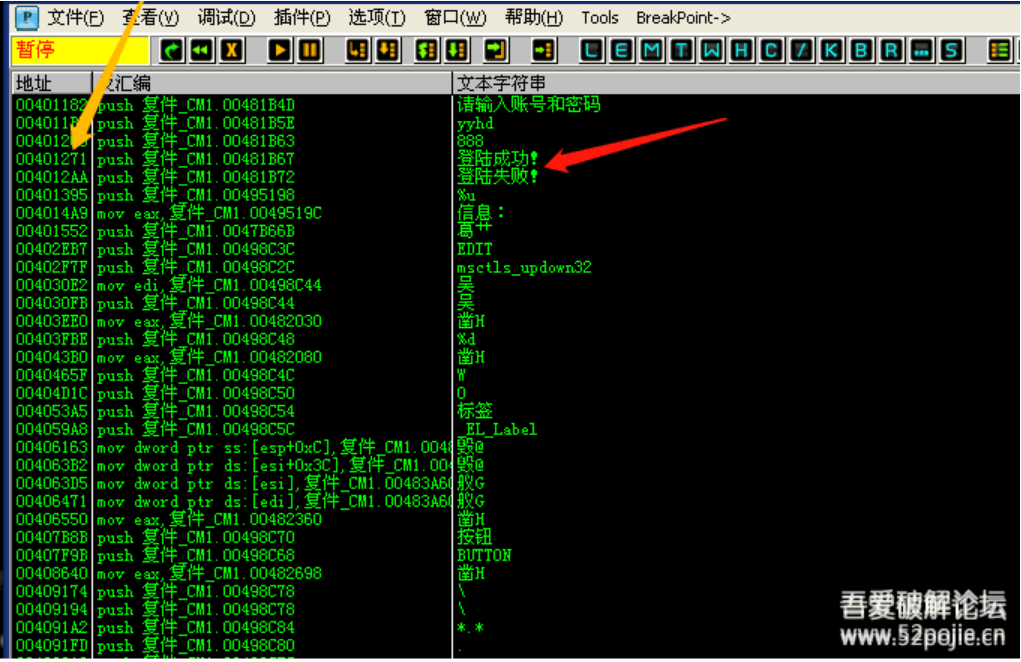 文件(F) 查看(V) 调试(D) 插件(P) 选项(T) 窗口(W) 帮助(H) Tools BreakPoint->
暂停 L E M T W H C / K B R ... S
地址 反汇编 文本字符串
00401182 push 复件_CM1.00481B4D 请输入账号和密码
push 复件_CM1.00481B5E yyhd
push 复件_CM1.00481B63 888
00401271 push 复件_CM1.00481B67 登陆成功!
004012AA push 复件_CM1.00481B72 登陆失败!
00401395 push 复件_CM1.00495198 %u
004014A9 mov eax,复件_CM1.0049519C 信息:
00401552 push 复件_CM1.0047B66B 葛艹
00402EB7 push 复件_CM1.00498C3C EDIT
00402F7F push 复件_CM1.00498C2C msctls_updown32
004030E2 mov edi,复件_CM1.00498C44 吴
004030FB push 复件_CM1.00498C44 吴
00403EE0 mov eax,复件_CM1.00482030 凿H
00403FBE push 复件_CM1.00498C48 %d
004043B0 mov eax,复件_CM1.00482080 凿H
0040465F push 复件_CM1.00498C4C W
00404D1C push 复件_CM1.00498C50 O
004053A5 push 复件_CM1.00498C54 标签
004059A8 push 复件_CM1.00498C5C _EL_Label
00406163 mov dword ptr ss:[esp+0xC],复件_CM1.0048 毁@
004063B2 mov dword ptr ds:[esi+0x3C],复件_CM1.004 毁@
004063D5 mov dword ptr ds:[esi],复件_CM1.00483A60 舣G
00406471 mov dword ptr ds:[edi],复件_CM1.00483A60 舣G
00406550 mov eax,复件_CM1.00482360 凿H
00407B8B push 复件_CM1.00498C70 按钮
00407F9B push 复件_CM1.00498C68 BUTTON
00408640 mov eax,复件_CM1.00482698 凿H
00409174 push 复件_CM1.00498C78 \
00409194 push 复件_CM1.00498C78 \
004091A2 push 复件_CM1.00498C84 *.*
004091FD push 复件_CM1.00498C80 .
吾爱破解论坛
www.52pojie.cn